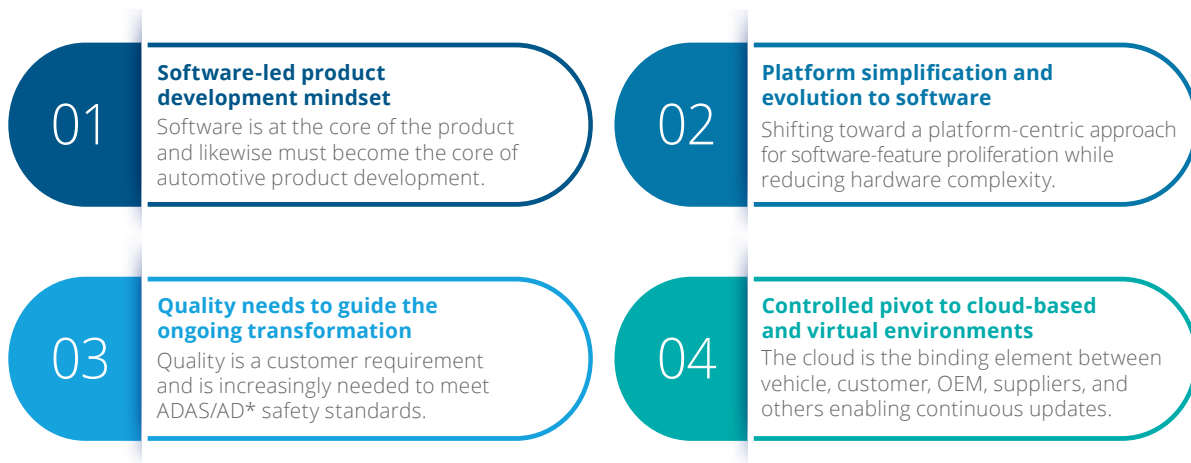 01
Software-led product
development mindset
Software is at the core of the product
and likewise must become the core of
automotive product development.
02
Platform simplification and
evolution to software
Shifting toward a platform-centric approach
for software-feature proliferation while
reducing hardware complexity.
03
Quality needs to guide the
ongoing transformation
Quality is a customer requirement
and is increasingly needed to meet
ADAS/AD* safety standards.
04
Controlled pivot to cloud-based
and virtual environments
The cloud is the binding element between
vehicle, customer, OEM, suppliers, and
others enabling continuous updates.